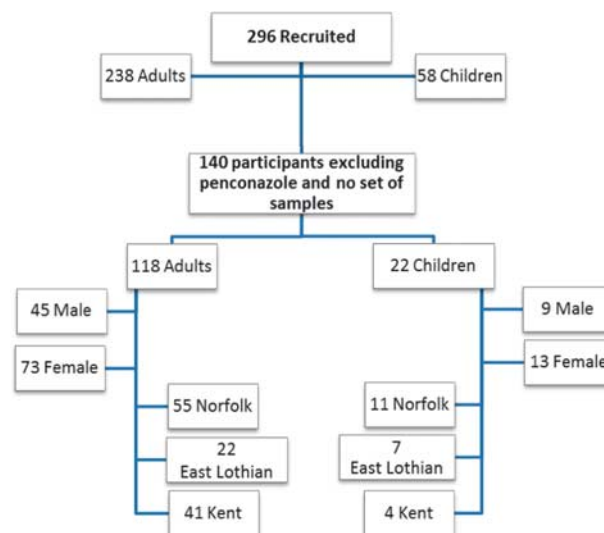 296 Recruited
238 Adults
58 Children
140 participants excluding
penconazole and no set of
samples
118 Adults
22 Children
45 Male
9 Male
73 Female
13 Female
55 Norfolk
11 Norfolk
22
East Lothian
7
East Lothian
41 Kent
4 Kent